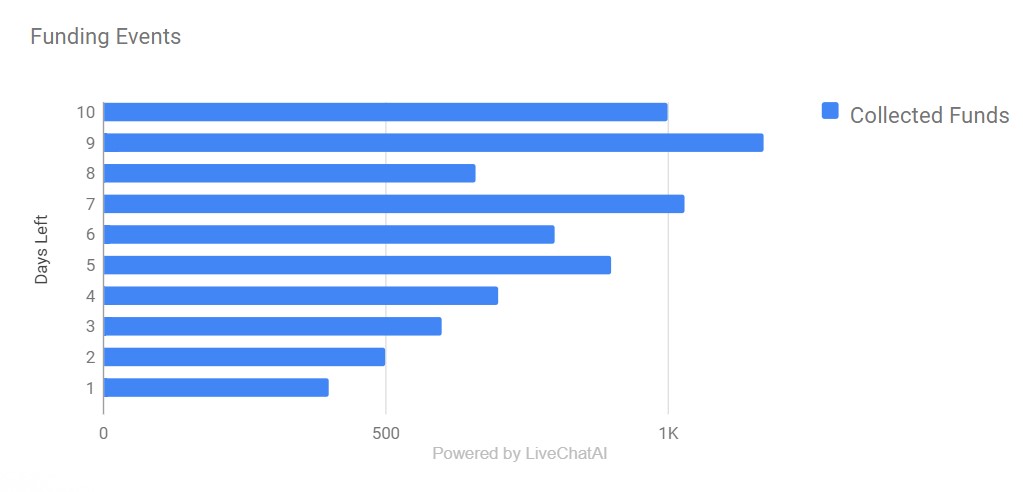 Funding Events
Collected Funds
Days Left
10
9
8
7
6
5
4
3
2
1
0 500 1K
Powered by LiveChatAI